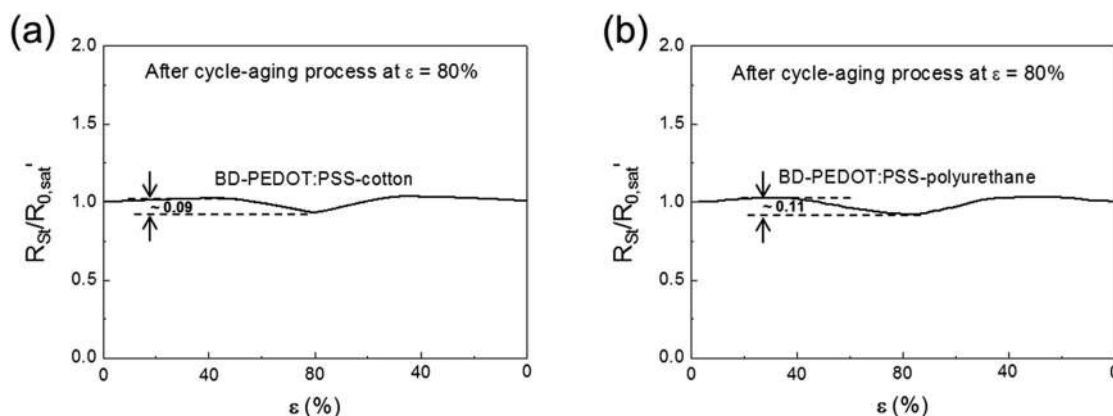 (a)
2.0
After cycle-aging process at ε = 80%
1.5
BD-PEDOT:PSS-cotton
1.0
~ 0.09
0.5
0.0
0 40 80 40 0
ε (%)
R_St/R_0,sat'
(b)
2.0
After cycle-aging process at ε = 80%
1.5
BD-PEDOT:PSS-polyurethane
1.0
~ 0.11
0.5
0.0
0 40 80 40 0
ε (%)
R_St/R_0,sat'